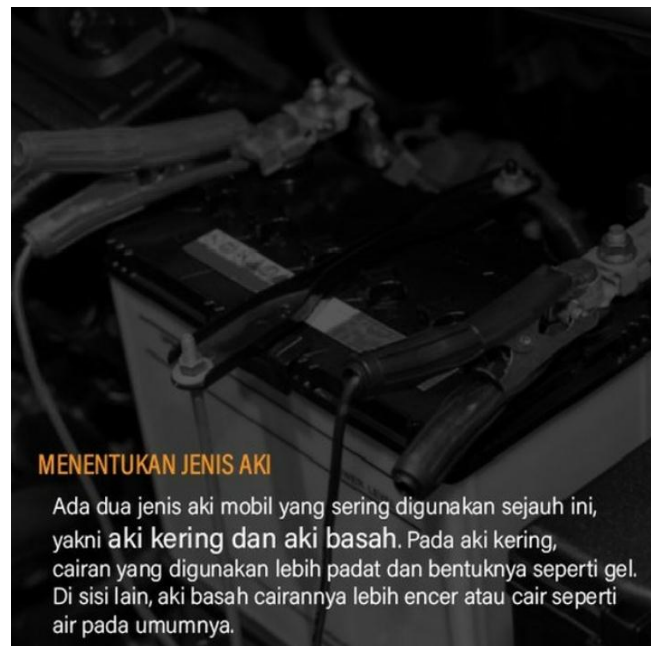 MENENTUKAN JENIS AKI
Ada dua jenis aki mobil yang sering digunakan sejauh ini,
yakni aki kering dan aki basah. Pada aki kering,
cairan yang digunakan lebih padat dan bentuknya seperti gel.
Di sisi lain, aki basah cairannya lebih encer atau cair seperti
air pada umumnya.